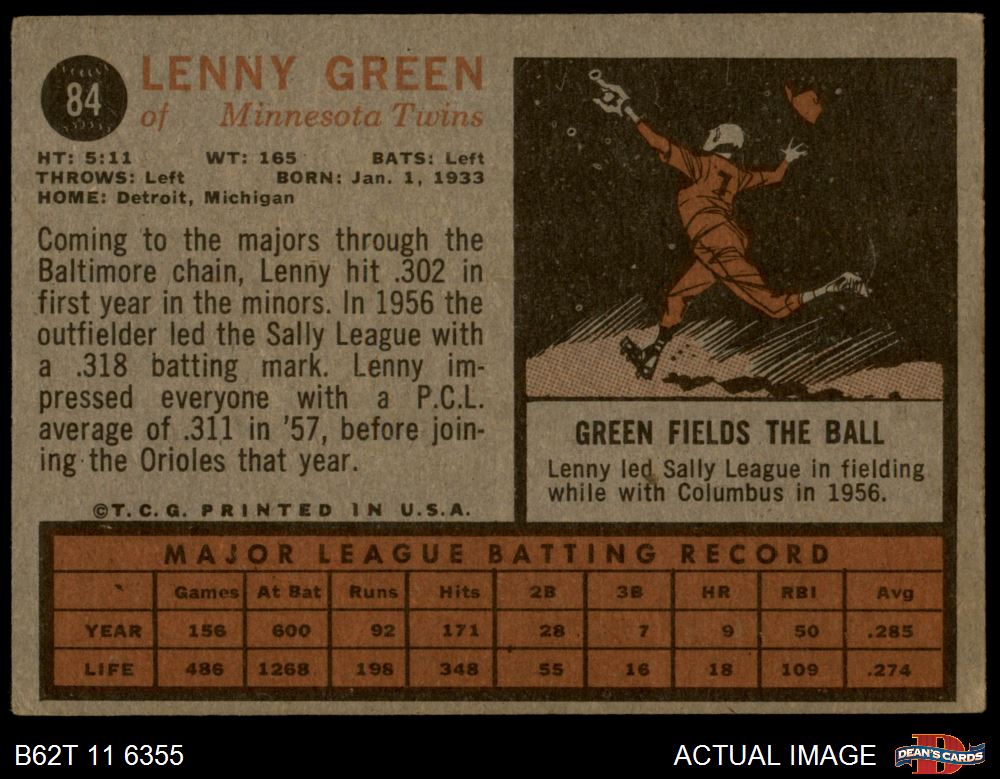 84
LENNY GREEN
of Minnesota Twins
HT: 5:11 WT: 165 BATS: Left
THROWS: Left BORN: Jan. 1, 1933
HOME: Detroit, Michigan
Coming to the majors through the
Baltimore chain, Lenny hit .302 in
first year in the minors. In 1956 the
outfielder led the Sally League with
a .318 batting mark. Lenny im-
pressed everyone with a P.C.L.
average of .311 in '57, before join-
ing the Orioles that year.
©T.C.G. PRINTED IN U.S.A.
1
GREEN FIELDS THE BALL
Lenny led Sally League in fielding
while with Columbus in 1956.
MAJOR LEAGUE BATTING RECORD
Games At Bat Runs Hits 2B 3B HR RBI Avg
YEAR 156 600 92 171 28 7 9 50 .285
LIFE 486 1268 198 348 55 16 18 109 .274
B62T 11 6355
ACTUAL IMAGE
DEAN'S CARDS